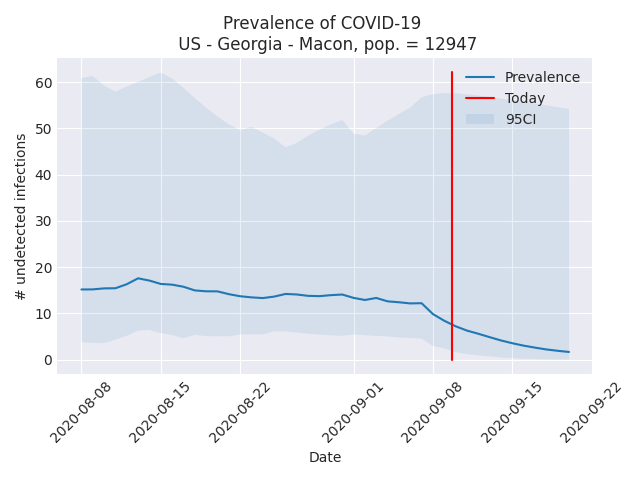 Prevalence of COVID-19
US - Georgia - Macon, pop. = 12947
Prevalence
Today
95CI
60
50
40
30
20
10
0
# undetected infections
2020-08-08
2020-08-15
2020-08-22
2020-09-01
2020-09-08
2020-09-15
2020-09-22
Date